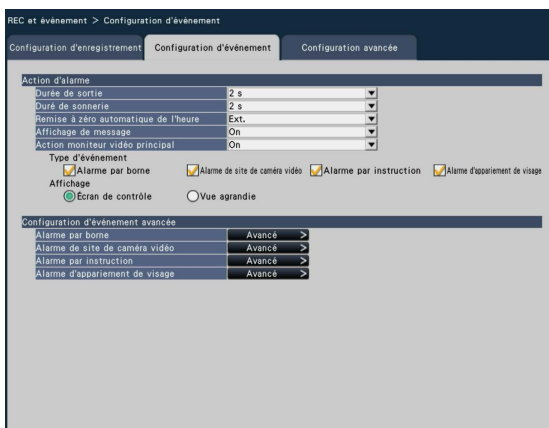 REC et événement > Configuration d'événement
Configuration d'enregistrement Configuration d'événement Configuration avancée
Action d'alarme
Durée de sortie 2 s
Duré de sonnerie 2 s
Remise à zéro automatique de l'heure Ext.
Affichage de message On
Action moniteur vidéo principal On
Type d'événement
Alarme par borne Alarme de site de caméra vidéo Alarme par instruction Alarme d'appariement de visage
Affichage
Écran de contrôle Vue agrandie
Configuration d'événement avancée
Alarme par borne Avancé >
Alarme de site de caméra vidéo Avancé >
Alarme par instruction Avancé >
Alarme d'appariement de visage Avancé >